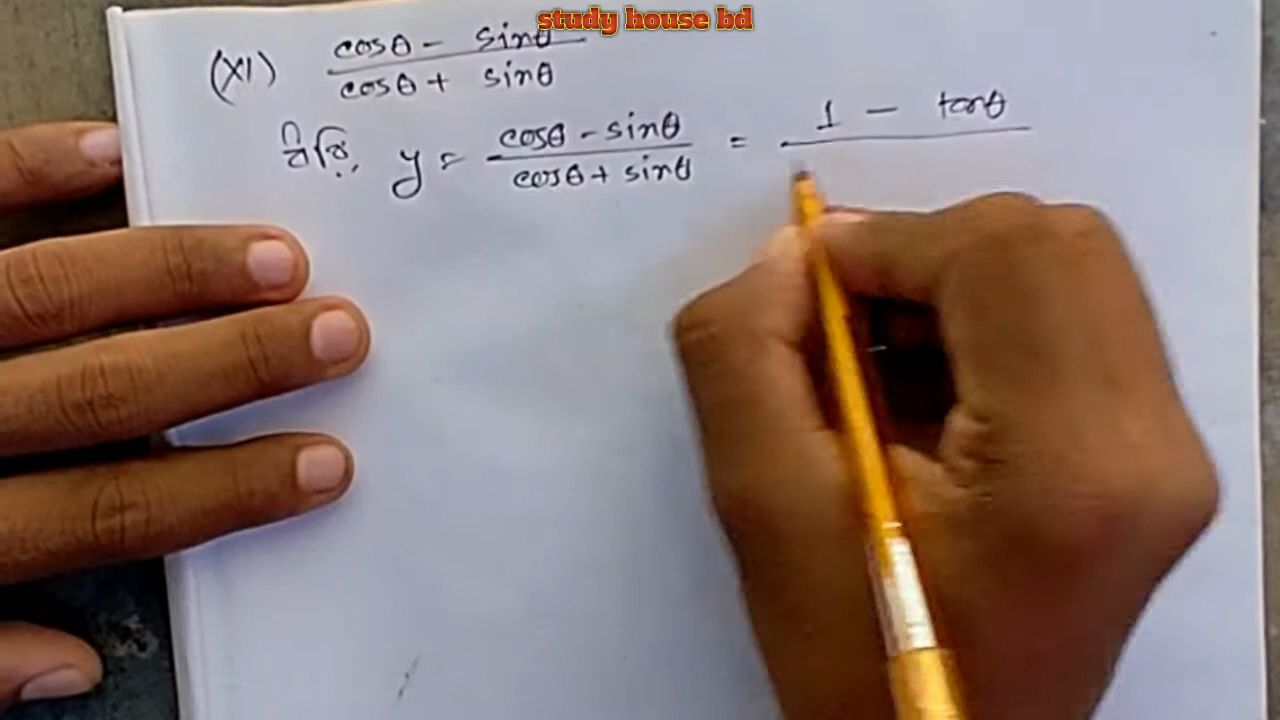 study house bd
(XI) cosθ - sinθ / cosθ + sinθ
ধরি, y = cosθ - sinθ / cosθ + sinθ = 1 - tanθ